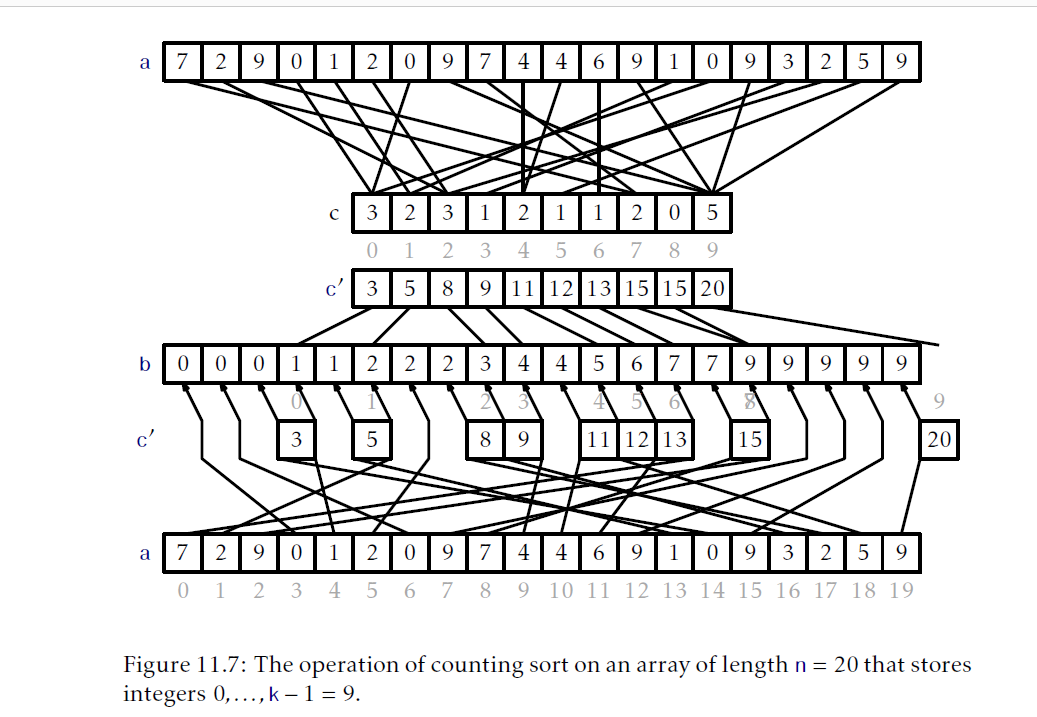 a 7 2 9 0 1 2 0 9 7 4 4 6 9 1 0 9 3 2 5 9
c 3 2 3 1 2 1 1 2 0 5
0 1 2 3 4 5 6 7 8 9
c′ 3 5 8 9 11 12 13 15 15 20
b 0 0 0 1 1 2 2 2 3 4 4 5 6 7 7 9 9 9 9 9
0 1 2 3 4 5 6 7 8 9
c′ 3 5 8 9 11 12 13 15 20
a 7 2 9 0 1 2 0 9 7 4 4 6 9 1 0 9 3 2 5 9
0 1 2 3 4 5 6 7 8 9 10 11 12 13 14 15 16 17 18 19
Figure 11.7: The operation of counting sort on an array of length n = 20 that stores
integers 0,…,k − 1 = 9.